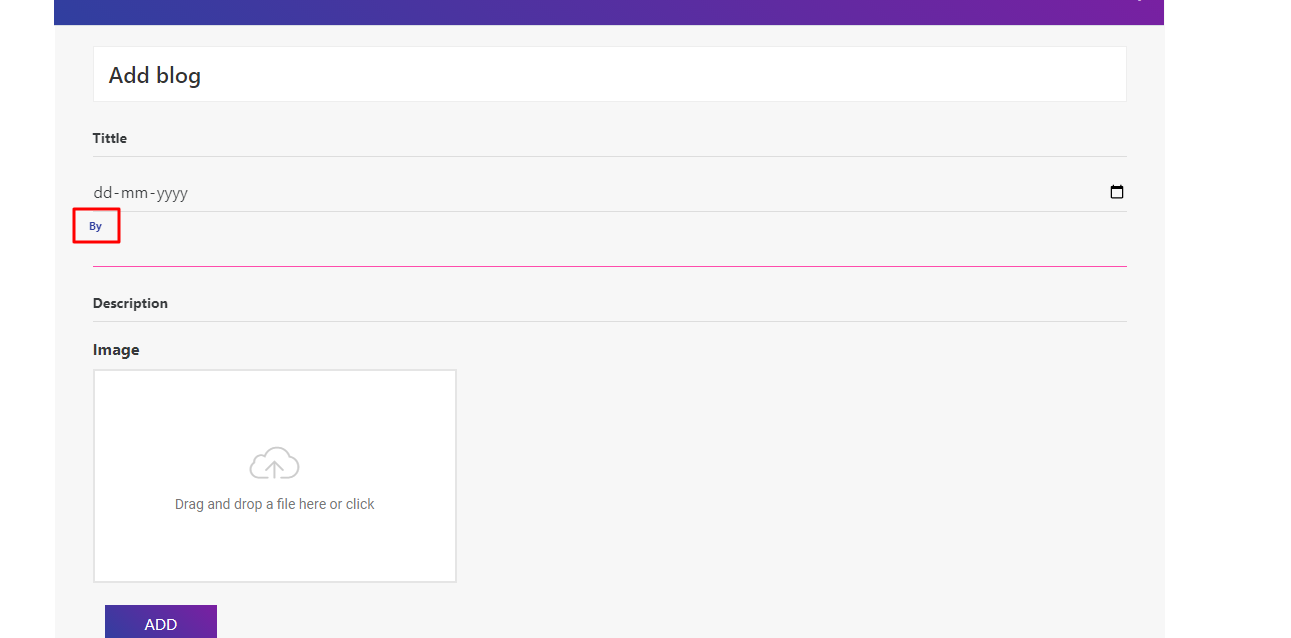 Add blog
Tittle
dd-mm-yyyy
By
Description
Image
Drag and drop a file here or click
ADD